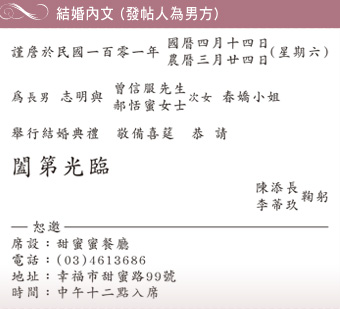 結婚內文 (發帖人為男方)
謹詹於民國一百零一年 國曆四月十四日 農曆三月廿四日 (星期六)
為長男 志明與 曾信服先生 郝恬蜜女士 次女 春嬌小姐
舉行結婚典禮 敬備喜筵 恭 請
闔第光臨
陳添長
李蒂玖 鞠躬
恕邀
席設：甜蜜蜜餐廳
電話：(03)4613686
地址：幸福市甜蜜路99號
時間：中午十二點入席